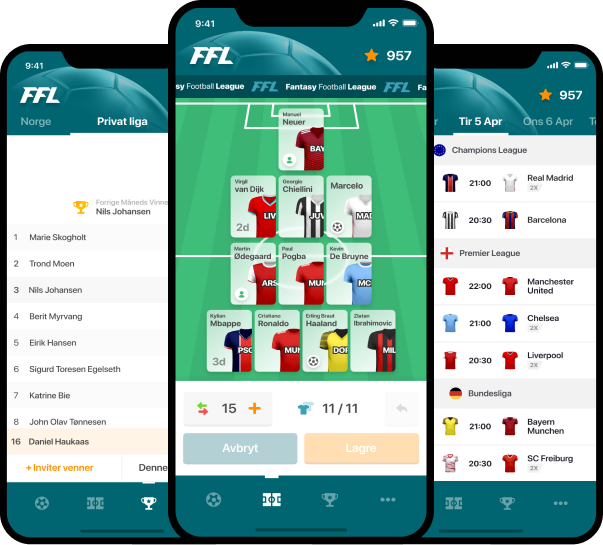 9:41
FFL
Norge
Privat liga
Forrige Måneds Vinne
Nils Johansen
1 Marie Skogholt
2 Trond Moen
3 Nils Johansen
4 Berit Myrvang
5 Eirik Hansen
6 Sigurd Toresen Egelseth
7 Katrine Bie
8 John Olav Tønnesen
16 Daniel Haukaas
+ Inviter venner
Denne
9:41
FFL
957
sy Football League FFL Fantasy Football League FFL Fa
Manuel
Neuer
BAY
Virgil
van Dijk
LIV
2d
Georgie
Chiellini
JUV
Marcelo
MAD
Martin
Ødegaard
ARS
Paul
Pogba
MUN
Kevin
De Bruyne
MC
Kylian
Mbappe
PSG
3d
Cristiano
Ronaldo
MUN
Erling Braut
Haaland
DOR
Zlatan
Ibrahimovic
MIL
15 +
11 / 11
Avbryt
Lagre
957
r
Tir 5 Apr
Ons 6 Apr
To
Champions League
21:00
Real Madrid
2X
20:30
Barcelona
Premier League
22:00
Manchester
United
21:00
Chelsea
2X
20:30
Liverpool
2X
Bundesliga
21:00
Bayern
Munchen
20:30
SC Freiburg
2X